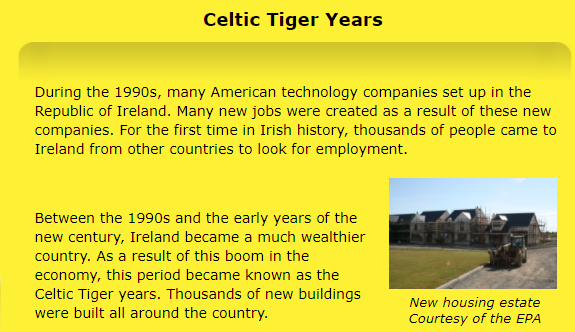 Celtic Tiger Years
During the 1990s, many American technology companies set up in the
Republic of Ireland. Many new jobs were created as a result of these new
companies. For the first time in Irish history, thousands of people came to
Ireland from other countries to look for employment.
Between the 1990s and the early years of the
new century, Ireland became a much wealthier
country. As a result of this boom in the
economy, this period became known as the
Celtic Tiger years. Thousands of new buildings
were built all around the country.
New housing estate
Courtesy of the EPA